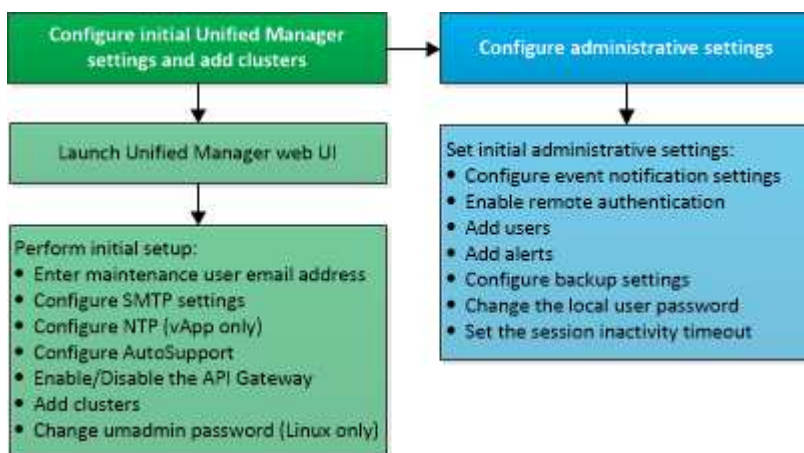 Configure initial Unified Manager
settings and add clusters
Launch Unified Manager web UI
Perform initial setup:
• Enter maintenance user email address
• Configure SMTP settings
• Configure NTP (vApp only)
• Configure AutoSupport
• Enable/Disable the API Gateway
• Add clusters
• Change umadmin password (Linux only)
Configure administrative settings
Set initial administrative settings:
• Configure event notification settings
• Enable remote authentication
• Add users
• Add alerts
• Configure backup settings
• Change the local user password
• Set the session inactivity timeout